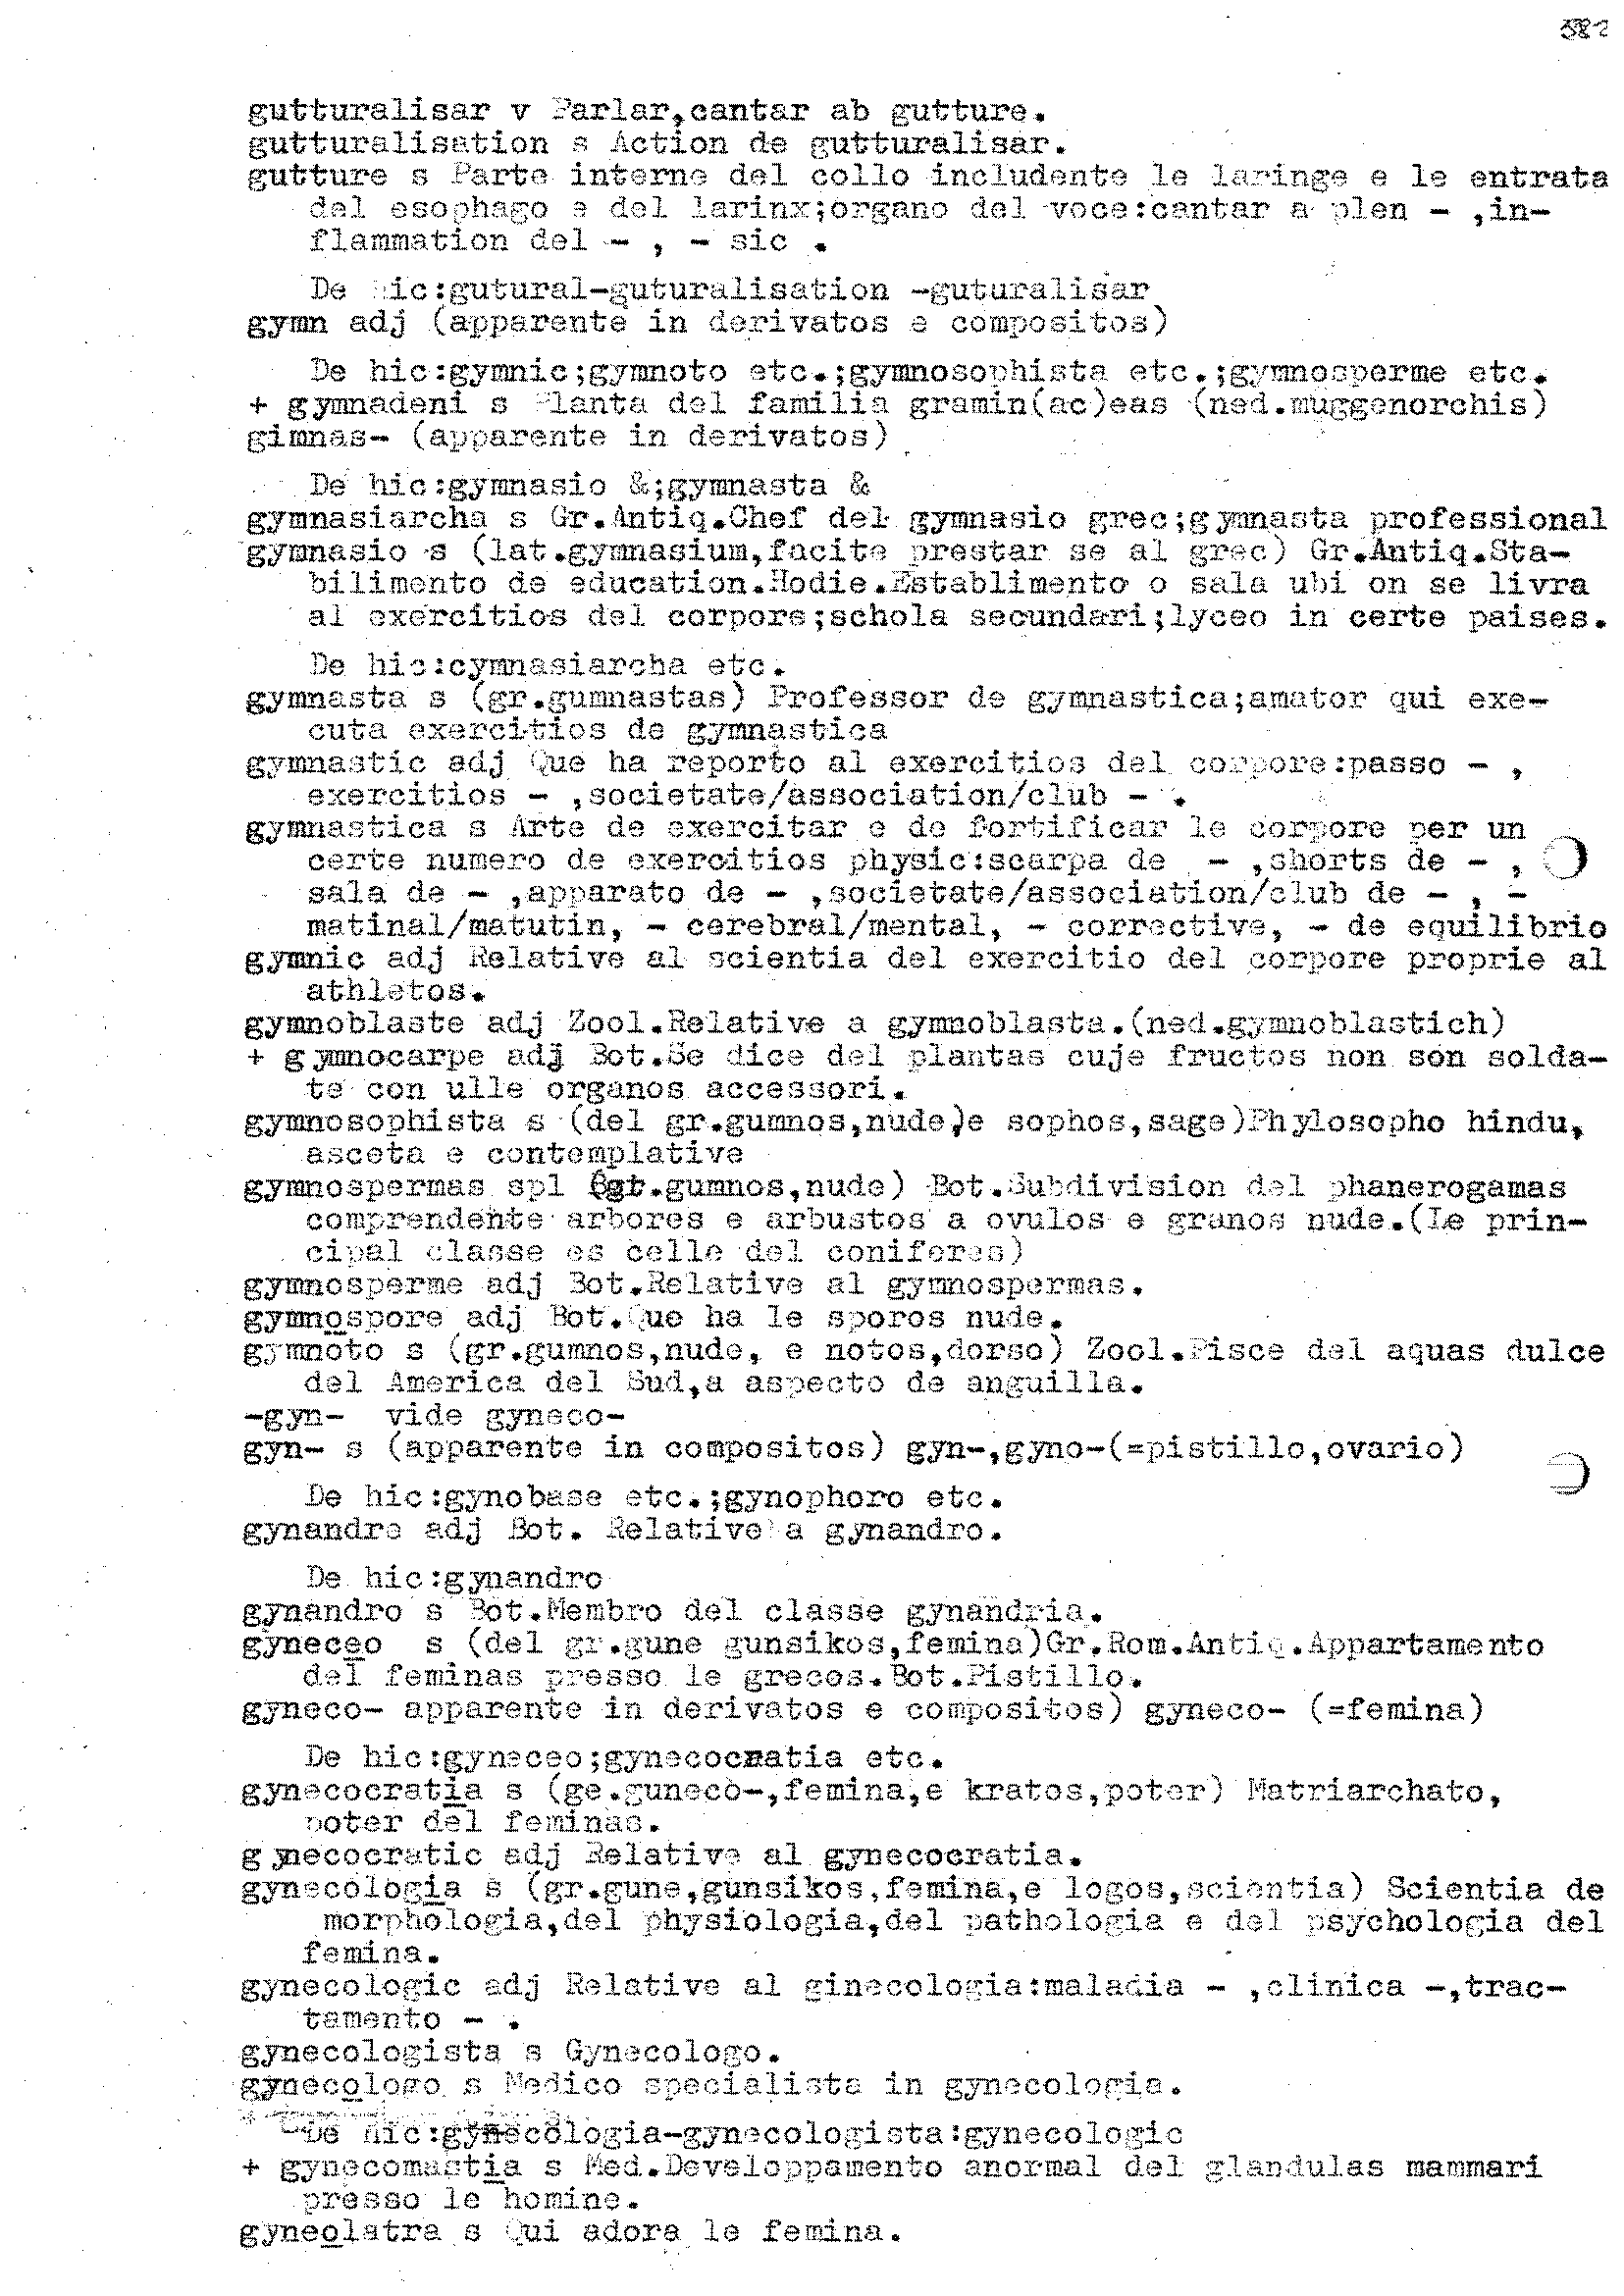 382
gutturalisar v Parlar,cantar ab gutture.
gutturalisation s Action de gutturalisar.
gutture s Parte interne del collo includente le laringe e le entrata
del esophago e del larinx;organo del voce:cantar a plen - ,in-
flammation del - , - sic .
De hic:gutural-guturalisation -guturalisar
gymn adj (apparente in derivatos e compositos)
De hic:gymnic;gymnoto etc.;gymnosophista etc.;gymnosperme etc.
+ gymnadeni s Planta del familia gramin(ac)eas (ned.muggenorchis)
gimnas- (apparente in derivatos)
De hic:gymnasio &;gymnasta &
gymnasiarcha s Gr.Antiq.Chef del gymnasio grec;gymnasta professional
gymnasio s (lat.gymnasium,facite prestar se al grec) Gr.Antiq.Sta-
bilimento de education.Hodie.Establimento o sala ubi on se livra
al exercitios del corpore;schola secundari;lyceo in certe paises.
De hic:cymnasiarcha etc.
gymnasta s (gr.gumnastas) Professor de gymnastica;amator qui exe-
cuta exercitios de gymnastica
gymnastic adj Que ha reporto al exercitios del corpore:passo - ,
exercitios - ,societate/association/club - .
gymnastica s Arte de exercitar e de fortificar le corpore per un
certe numero de exercitios physic:scarpa de - ,shorts de - ,
sala de - ,apparato de - ,societate/association/club de - , -
matinal/matutin, - cerebral/mental, - corrective, - de equilibrio
gymnic adj Relative al scientia del exercitio del corpore proprie al
athletos.
gymnoblaste adj Zool.Relative a gymnoblasta.(ned.gymnoblastich)
+ gymnocarpe adj Bot.Se dice del plantas cuje fructos non son solda-
te con ulle organos accessori.
gymnosophista s (del gr.gumnos,nude,e sophos,sage)Phylosopho hindu,
asceta e contemplative
gymnospermas spl (gr.gumnos,nude) Bot.Subdivision del phanerogamas
comprendente arbores e arbustos a ovulos e granos nude.(Le prin-
cipal classe es celle del coniferes)
gymnosperme adj Bot.Relative al gymnospermas.
gymnospore adj Bot.Que ha le sporos nude.
gymnoto s (gr.gumnos,nude, e notos,dorso) Zool.Pisce del aquas dulce
del America del Sud,a aspecto de anguilla.
-gyn- vide gyneco-
gyn- s (apparente in compositos) gyn-,gyno-(=pistillo,ovario)
De hic:gynobase etc.;gynophoro etc.
gynandre adj Bot. Relative a gynandro.
De hic:gynandro
gynandro s Bot.Membro del classe gynandria.
gyneceo s (del gr.gune gunsikos,femina)Gr.Rom.Antiq.Appartamento
del feminas presso le grecos.Bot.Pistillo.
gyneco- apparente in derivatos e compositos) gyneco- (=femina)
De hic:gyneceo;gynecocratia etc.
gynecocratia s (ge.guneco-,femina,e kratos,poter) Matriarchato,
poter del feminas.
gynecocratic adj Relative al gynecocratia.
gynecologia s (gr.gune,gunsikos,femina,e logos,scientia) Scientia de
morphologia,del physiologia,del pathologia e del psychologia del
femina.
gynecologic adj Relative al ginecologia:maladia - ,clinica -,trac-
tamento - .
gynecologista s Gynecologo.
gynecologo s Medico specialista in gynecologia.
De hic:gynecologia-gynecologista:gynecologic
+ gynecomastia s Med.Developpamento anormal del glandulas mammari
presso le homine.
gyneolatra s Qui adora le femina.